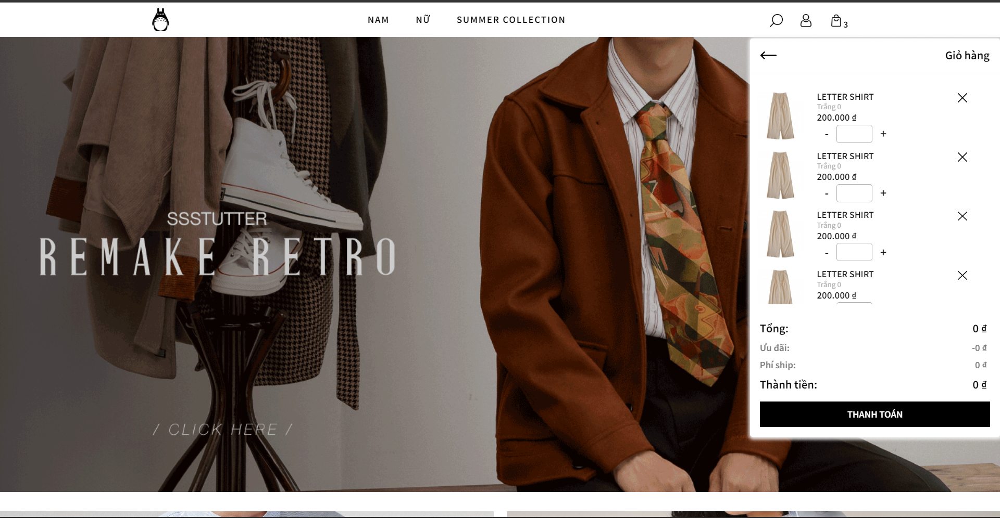 NAM NỮ SUMMER COLLECTION
3
Giỏ hàng
LETTER SHIRT
Trắng 0
200.000 ₫
- +
LETTER SHIRT
Trắng 0
200.000 ₫
- +
LETTER SHIRT
Trắng 0
200.000 ₫
- +
LETTER SHIRT
Trắng 0
200.000 ₫
Tổng: 0 ₫
Ưu đãi: -0 ₫
Phí ship: 0 ₫
Thành tiền: 0 ₫
THANH TOÁN
SSSTUTTER
REMAKE RETRO
/ CLICK HERE /